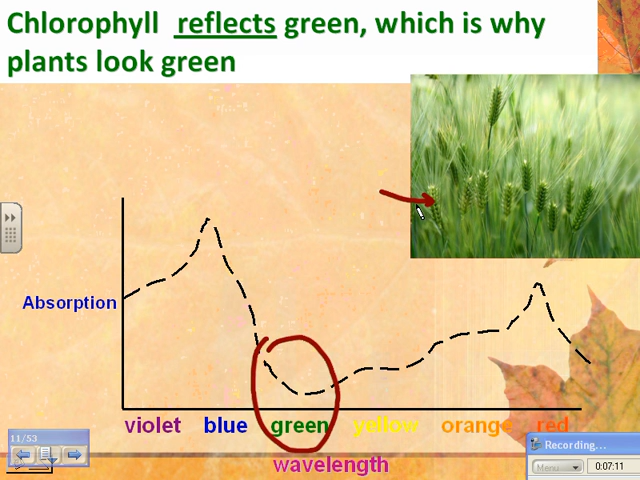 Chlorophyll reflects green, which is why
plants look green
Absorption
violet blue green yellow orange red
wavelength
11/53
Recording...
Menu
0:07:11